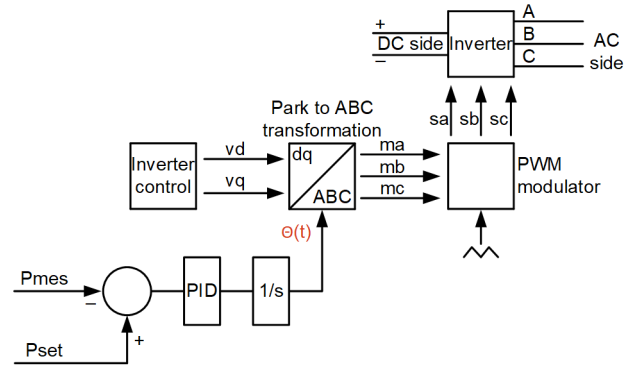 A
+
B
DC side
Inverter
AC
side
−
C
Park to ABC
transformation
sa
sb
sc
Inverter
control
vd
vq
dq
ABC
ma
mb
mc
PWM
modulator
Θ(t)
Pmes
−
PID
1/s
+
Pset